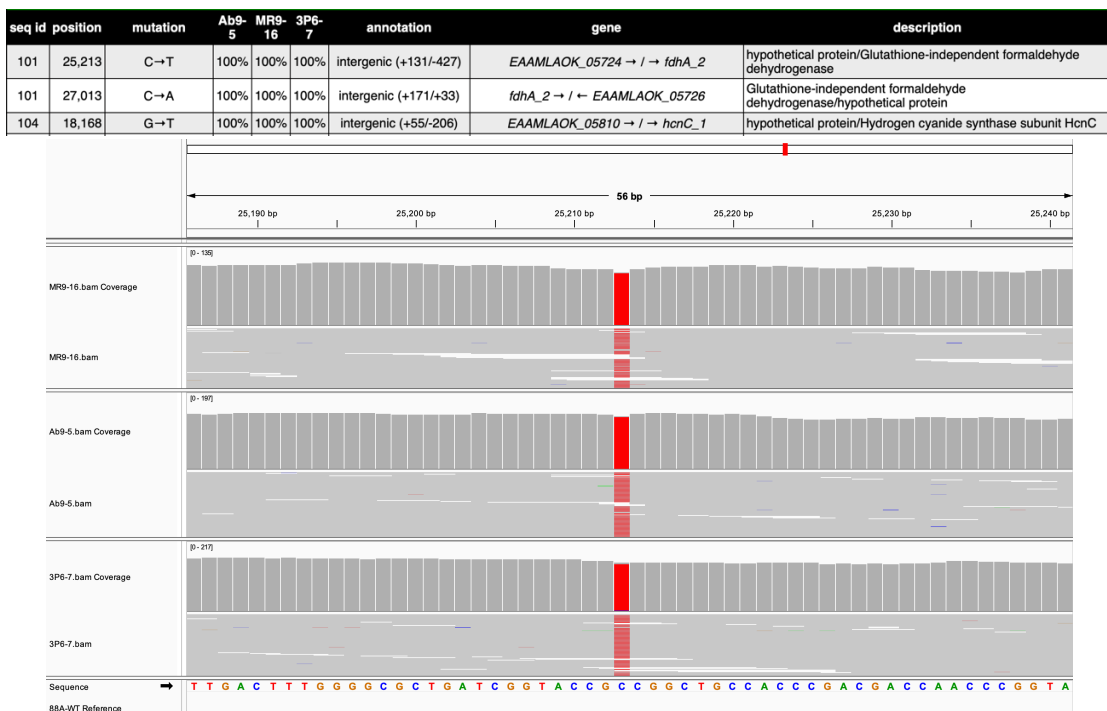 seq id position mutation Ab9-5 MR9-16 3P6-7 annotation gene description
101 25,213 C→T 100% 100% 100% intergenic (+131/-427) EAAMLAOK_05724 → / → fdhA_2 hypothetical protein/Glutathione-independent formaldehyde dehydrogenase
101 27,013 C→A 100% 100% 100% intergenic (+171/+33) fdhA_2 → / ← EAAMLAOK_05726 Glutathione-independent formaldehyde dehydrogenase/hypothetical protein
104 18,168 G→T 100% 100% 100% intergenic (+55/-206) EAAMLAOK_05810 → / → hcnC_1 hypothetical protein/Hydrogen cyanide synthase subunit HcnC
56 bp
25,190 bp 25,200 bp 25,210 bp 25,220 bp 25,230 bp 25,240 bp
[0 - 135]
MR9-16.bam Coverage
MR9-16.bam
[0 - 197]
Ab9-5.bam Coverage
Ab9-5.bam
[0 - 217]
3P6-7.bam Coverage
3P6-7.bam
Sequence → T T G A C T T T G G G G C G C T G A T C G G T A C C G C C G G C T G C C A C C C G A C G A C C A A C C C G G T A
88A-WT Reference